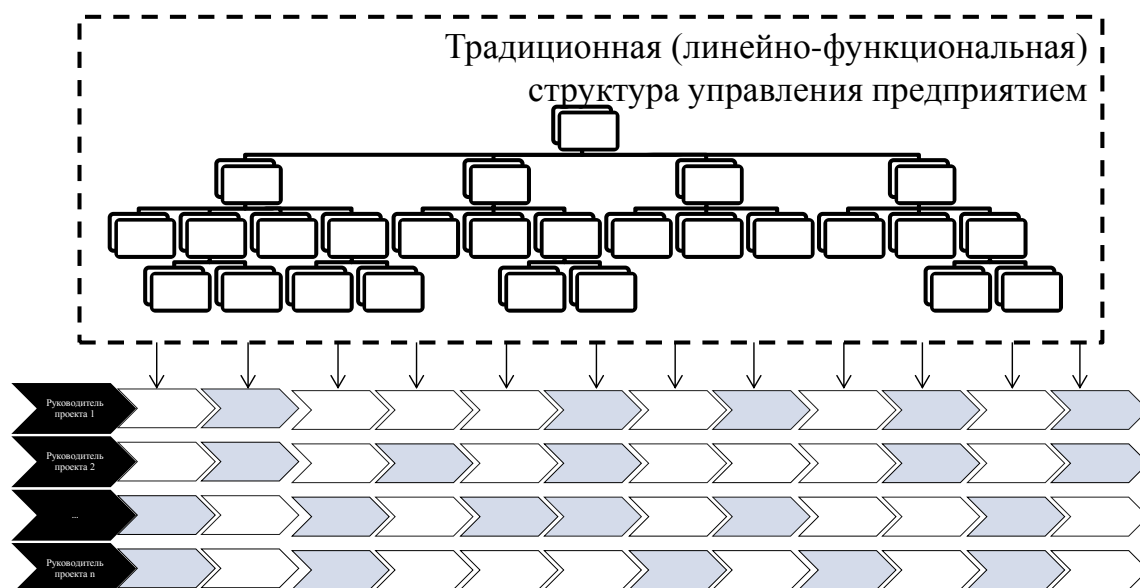 Традиционная (линейно-функциональная)
структура управления предприятием
Руководитель
проекта 1
Руководитель
проекта 2
...
Руководитель
проекта n